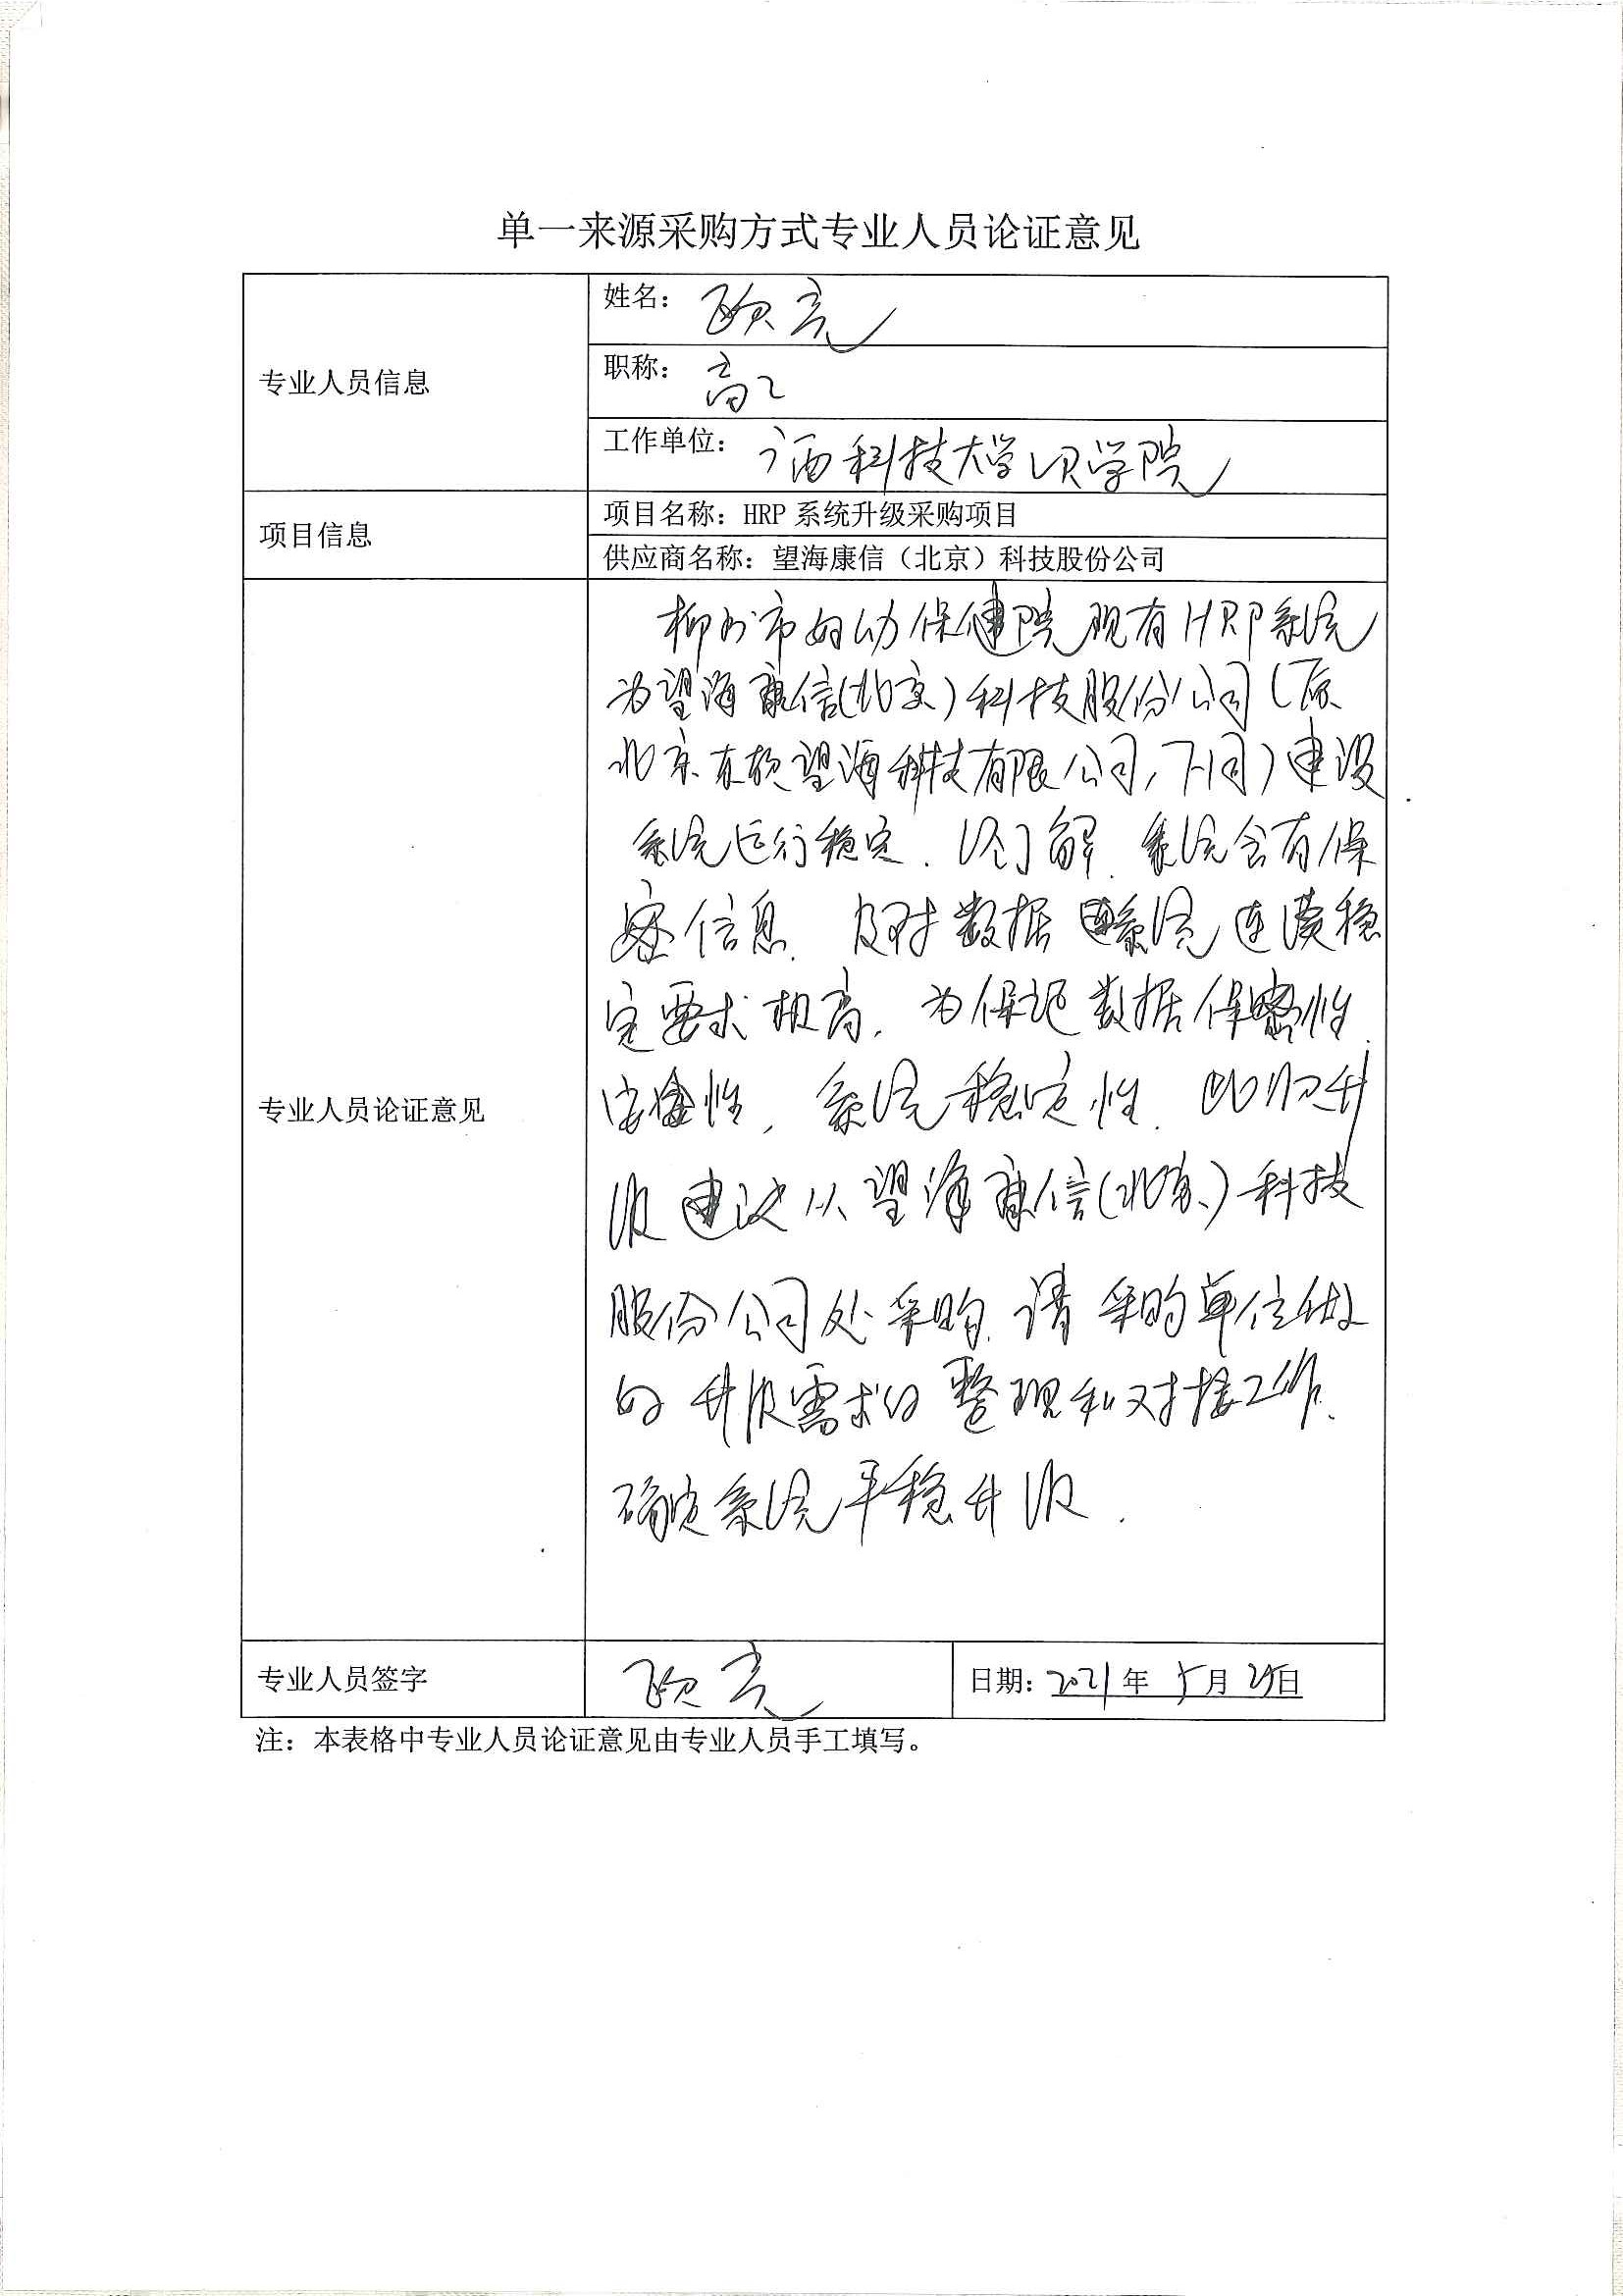 单一来源采购方式专业人员论证意见
专业人员信息
姓名：欧亮
职称：高工
工作单位：广西科技大学 学院
项目信息
项目名称：HRP 系统升级采购项目
供应商名称：望海康信（北京）科技股份公司
专业人员论证意见
柳州市妇幼保健院现有HRP系统
为望海康信(北京)科技股份公司(原
北京东软望海科技有限公司,下同)建设
系统运行稳定.经了解.系统含有保
密信息.及对数据 系统连续稳
定要求极高.为保证数据保密性.
安全性,系统稳定性.此次升
级建议从望海康信(北京)科技
股份公司处采购.请采购单位做
好升级需求的整理和对接工作.
确定系统平稳升级.
专业人员签字
欧亮
日期：2021年5月25日
注：本表格中专业人员论证意见由专业人员手工填写。